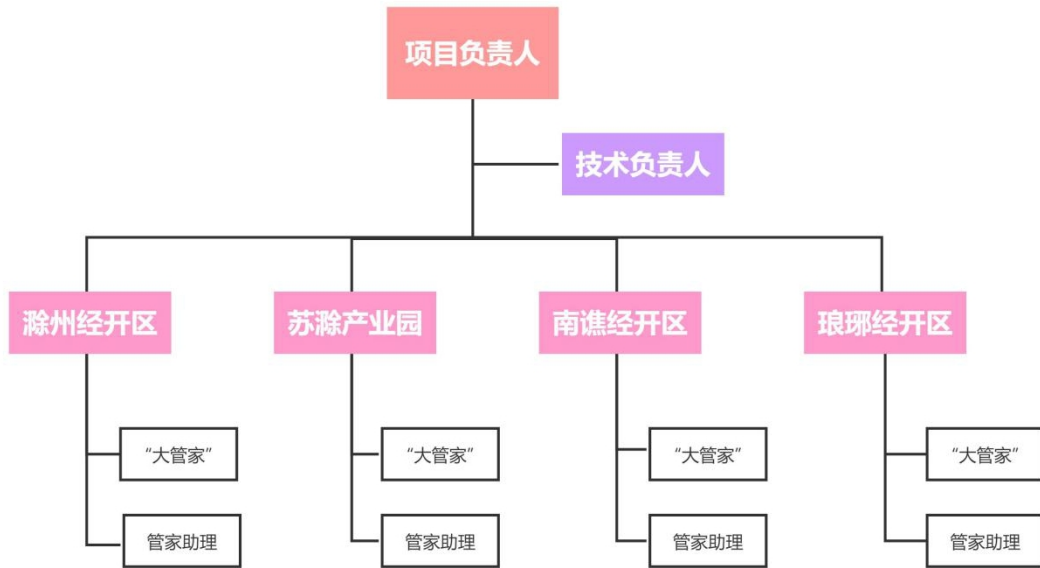 项目负责人
技术负责人
滁州经开区
苏滁产业园
南谯经开区
琅琊经开区
“大管家”
“大管家”
“大管家”
“大管家”
管家助理
管家助理
管家助理
管家助理